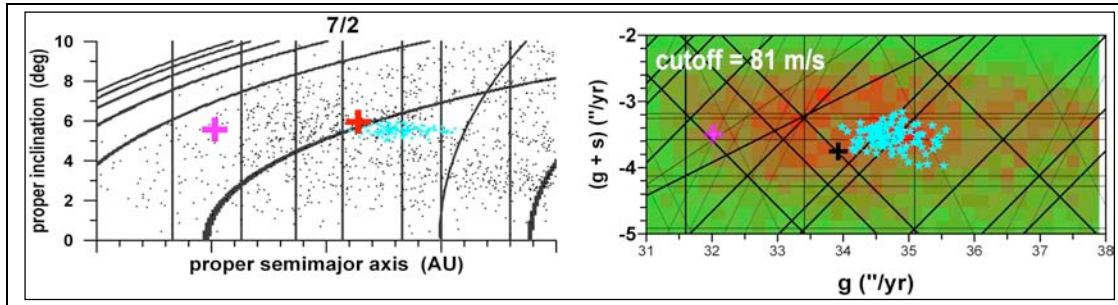 7/2
10
8
6
4
2
0
proper inclination (deg)
proper semimajor axis (AU)
cutoff = 81 m/s
-2
-3
-4
-5
(g + s) ("/yr)
31 32 33 34 35 36 37 38
g ("/yr)